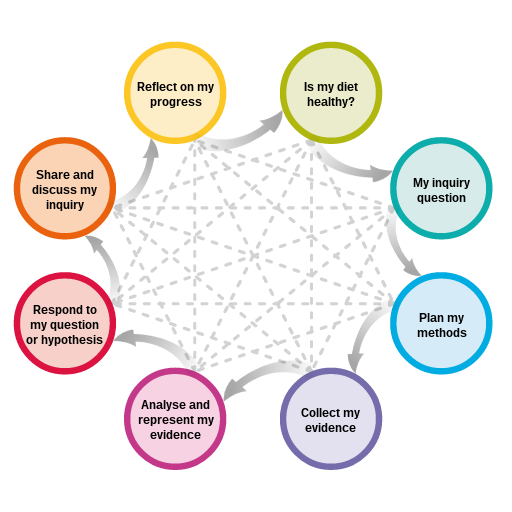 Is my diet
healthy?
My inquiry
question
Plan my
methods
Collect my
evidence
Analyse and
represent my
evidence
Respond to
my question
or hypothesis
Share and
discuss my
inquiry
Reflect on my
progress